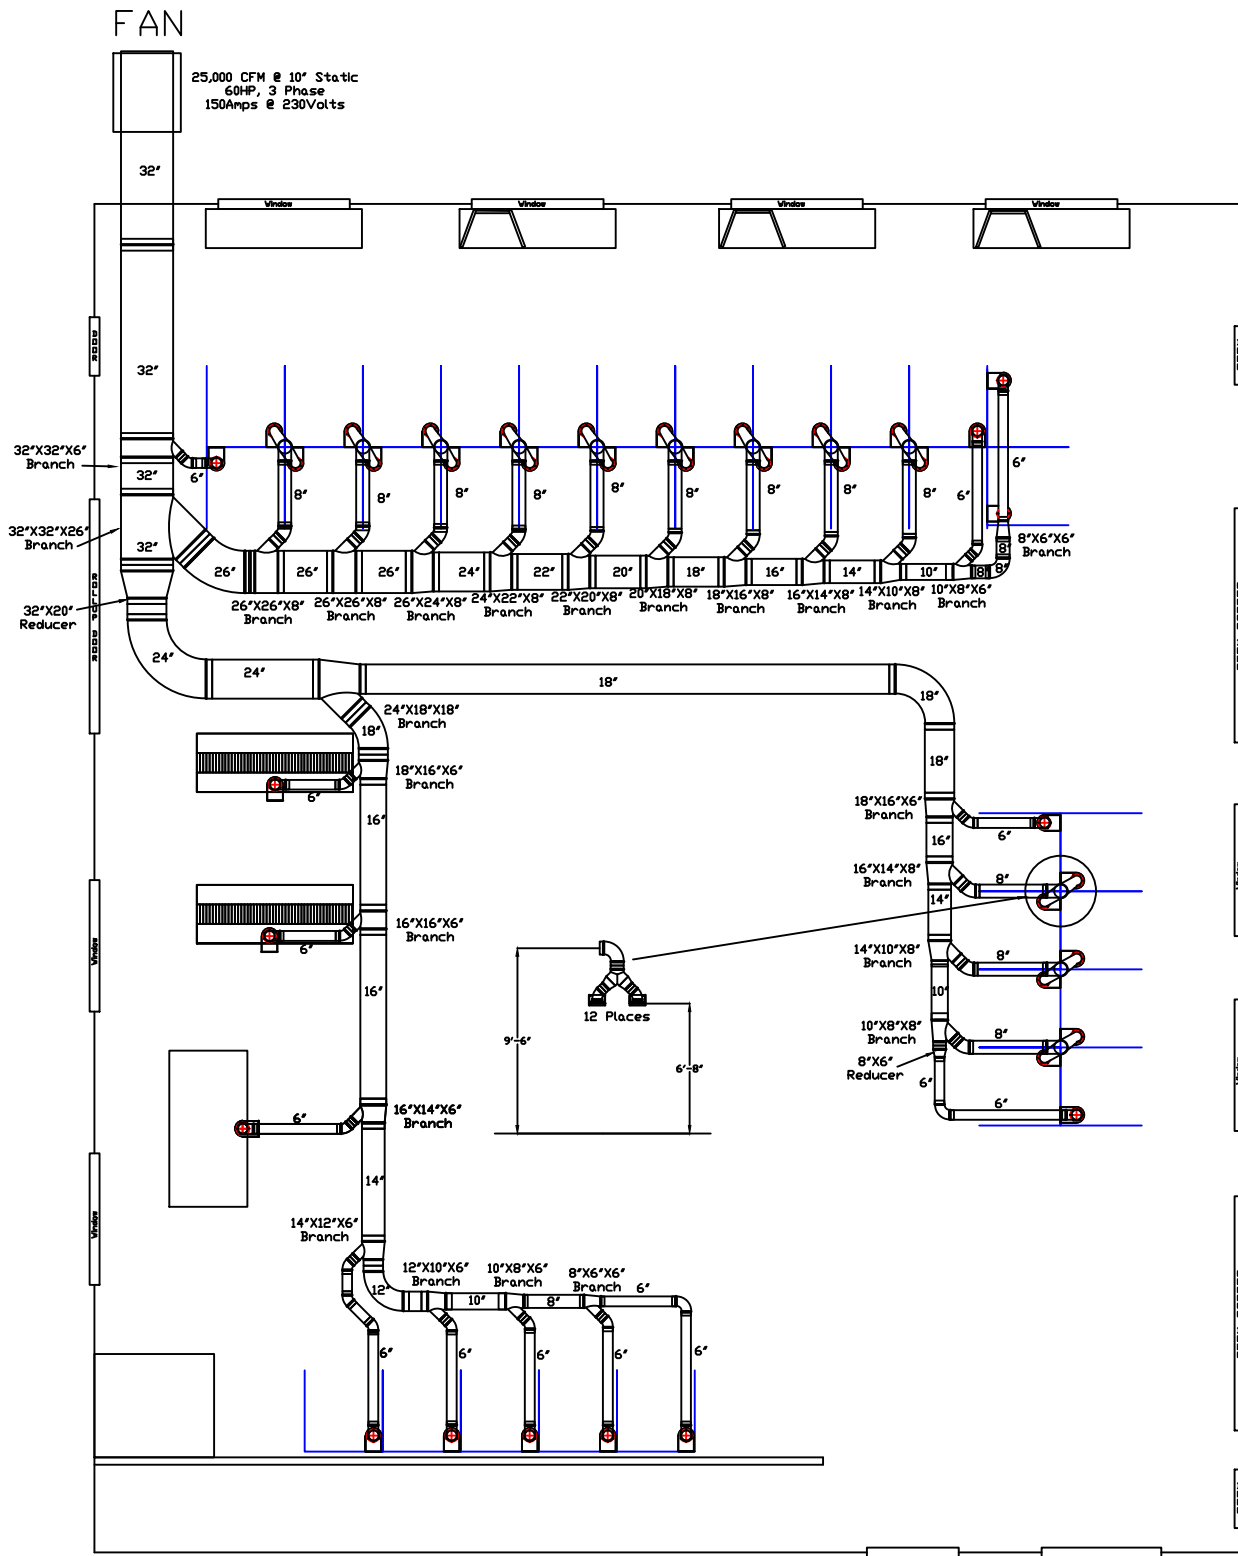 FAN
25,000 CFM @ 10" Static
60HP, 3 Phase
150Amps @ 230Volts
32"
Window
Window
Window
Window
DOOR
32"
32"X32"X6"
Branch
32"
6"
32"X32"X26"
Branch
32"
8"
8"
8"
8"
8"
8"
8"
8"
8"
6"
6"
8"X6"X6"
Branch
26"
26"
26"
24"
22"
20"
18"
16"
14"
10"
8"
8"
8"
26"X26"X8"
Branch
26"X26"X8"
Branch
26"X24"X8"
Branch
24"X22"X8"
Branch
22"X20"X8"
Branch
20"X18"X8"
Branch
18"X16"X8"
Branch
16"X14"X8"
Branch
14"X10"X8"
Branch
10"X8"X6"
Branch
ROLLUP DOOR
32"X20"
Reducer
24"
24"
18"
18"
24"X18"X18"
Branch
18"
18"
18"X16"X6"
Branch
6"
16"
18"X16"X6"
Branch
6"
16"
16"X14"X8"
Branch
8"
14"
16"X16"X6"
Branch
6"
Window
14"X10"X8"
Branch
8"
10"
16"
12 Places
9'-6"
6'-8"
10"X8"X8"
Branch
8"
8"X6"
Reducer
6"
6"
6"
16"X14"X6"
Branch
14"
Window
14"X12"X6"
Branch
12"
12"X10"X6"
Branch
10"
10"X8"X6"
Branch
8"
8"X6"X6"
Branch
6"
6"
6"
6"
6"
6"